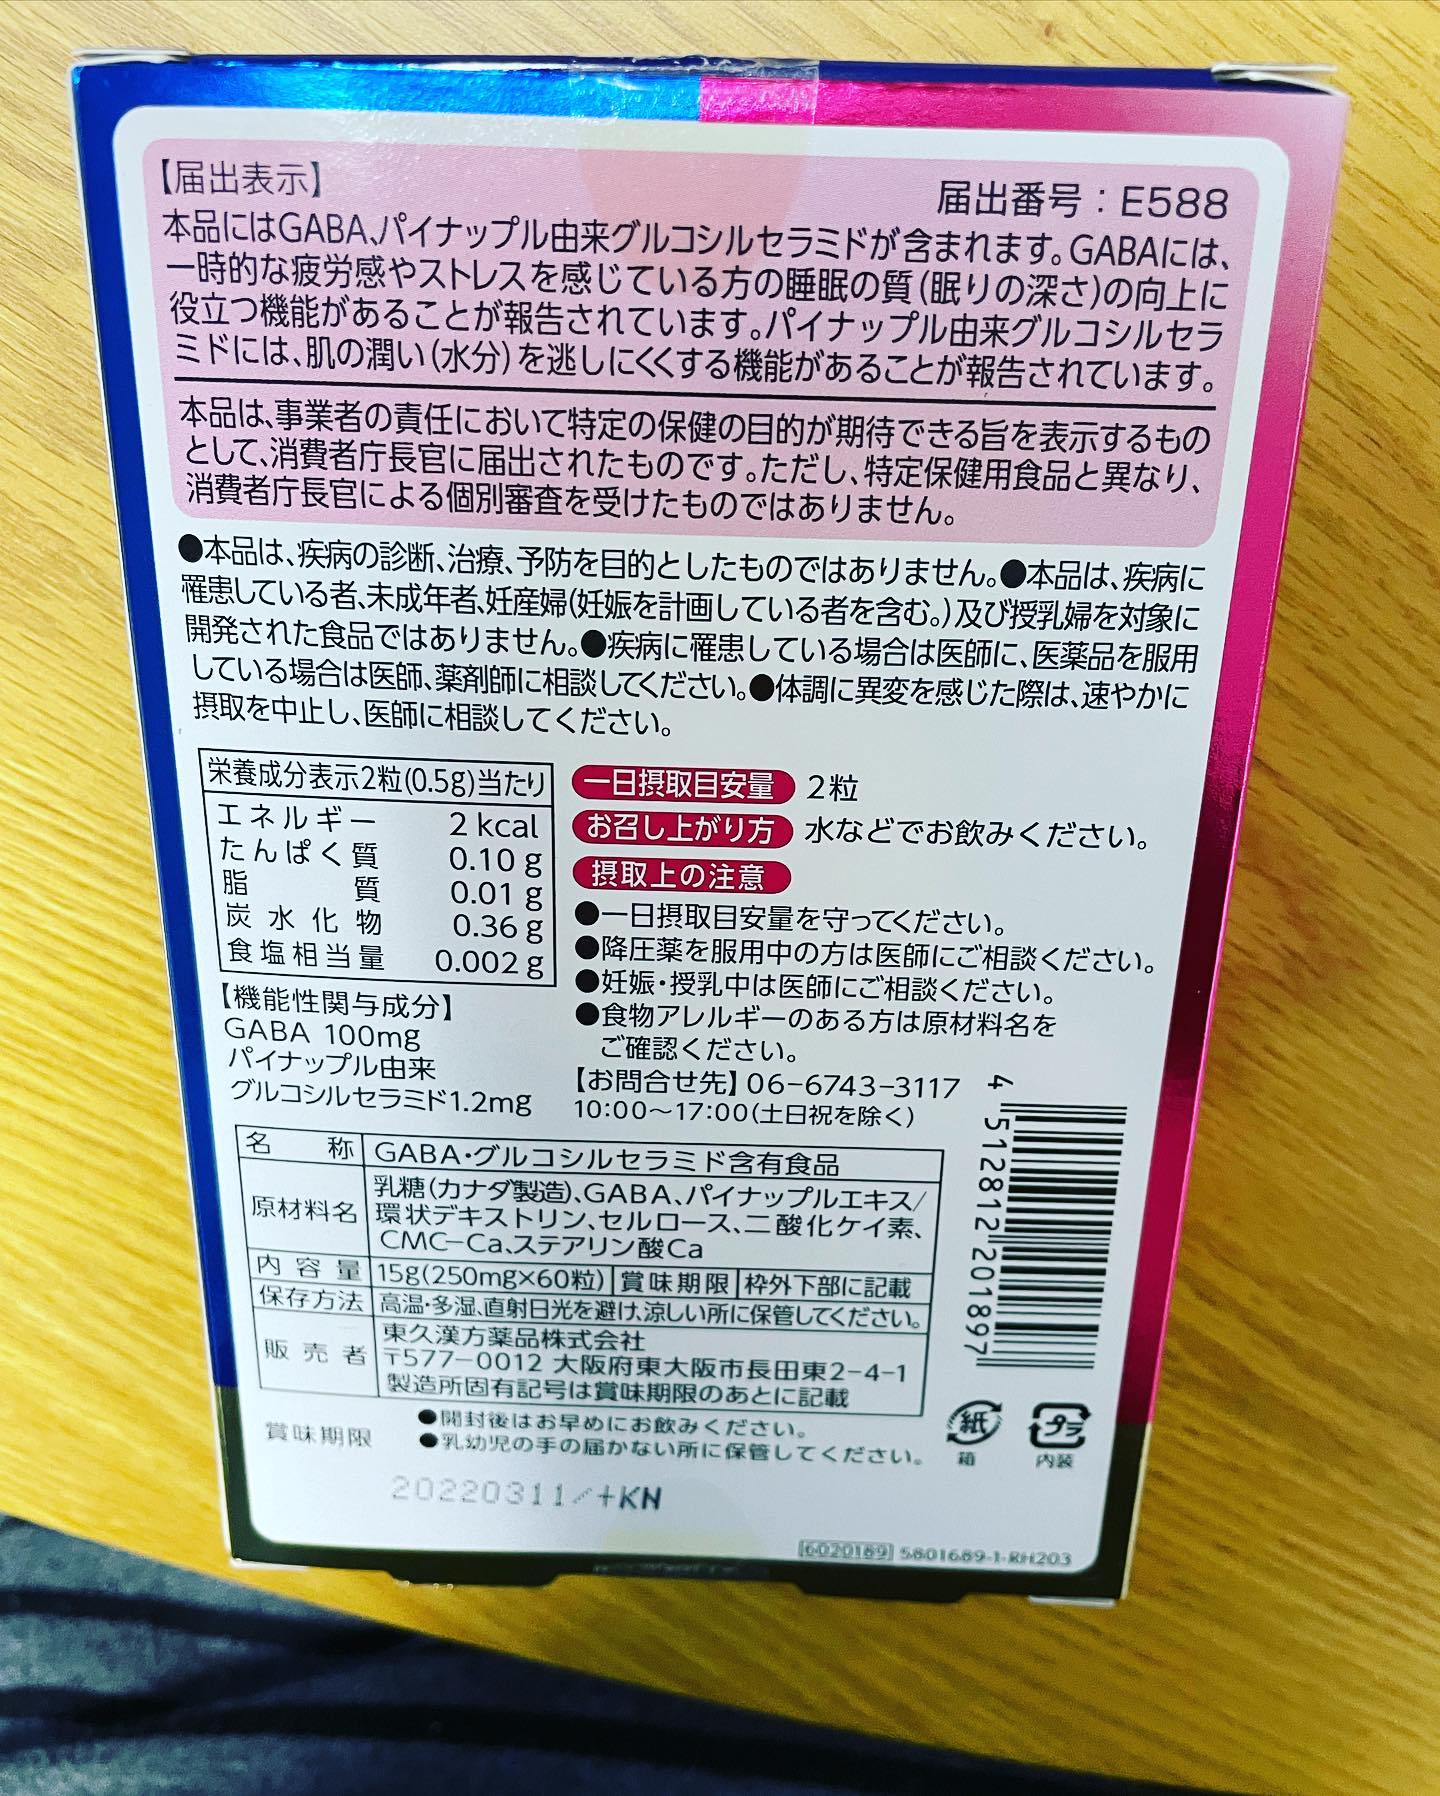 【届出表示】
届出番号：E588
本品にはGABA、パイナップル由来グルコシルセラミドが含まれます。GABAには、
一時的な疲労感やストレスを感じている方の睡眠の質（眠りの深さ）の向上に
役立つ機能があることが報告されています。パイナップル由来グルコシルセラ
ミドには、肌の潤い（水分）を逃しにくくする機能があることが報告されています。
本品は、事業者の責任において特定の保健の目的が期待できる旨を表示するもの
として、消費者庁長官に届出されたものです。ただし、特定保健用食品と異なり、
消費者庁長官による個別審査を受けたものではありません。
●本品は、疾病の診断、治療、予防を目的としたものではありません。●本品は、疾病に
罹患している者、未成年者、妊産婦（妊娠を計画している者を含む。）及び授乳婦を対象に
開発された食品ではありません。●疾病に罹患している場合は医師に、医薬品を服用
している場合は医師、薬剤師に相談してください。●体調に異変を感じた際は、速やかに
摂取を中止し、医師に相談してください。
栄養成分表示2粒(0.5g)当たり
エネルギー 2 kcal
たんぱく質 0.10 g
脂質 0.01 g
炭水化物 0.36 g
食塩相当量 0.002 g
【機能性関与成分】
GABA 100mg
パイナップル由来
グルコシルセラミド1.2mg
一日摂取目安量 2粒
お召し上がり方 水などでお飲みください。
摂取上の注意
●一日摂取目安量を守ってください。
●降圧薬を服用中の方は医師にご相談ください。
●妊娠・授乳中は医師にご相談ください。
●食物アレルギーのある方は原材料名を
ご確認ください。
【お問合せ先】06-6743-3117
10:00〜17:00（土日祝を除く）
名称 GABA・グルコシルセラミド含有食品
原材料名 乳糖（カナダ製造）、GABA、パイナップルエキス/
環状デキストリン、セルロース、二酸化ケイ素、
CMC-Ca、ステアリン酸Ca
内容量 15g(250mg×60粒) 賞味期限 枠外下部に記載
保存方法 高温・多湿、直射日光を避け、涼しい所に保管してください。
販売者 東久漢方薬品株式会社
〒577-0012 大阪府東大阪市長田東2-4-1
製造所固有記号は賞味期限のあとに記載
4 512812 201897
賞味期限
●開封後はお早めにお飲みください。
●乳幼児の手の届かない所に保管してください。
紙
箱
プラ
内装
20220311/+KN
[6020189] 5801689-1-RH203